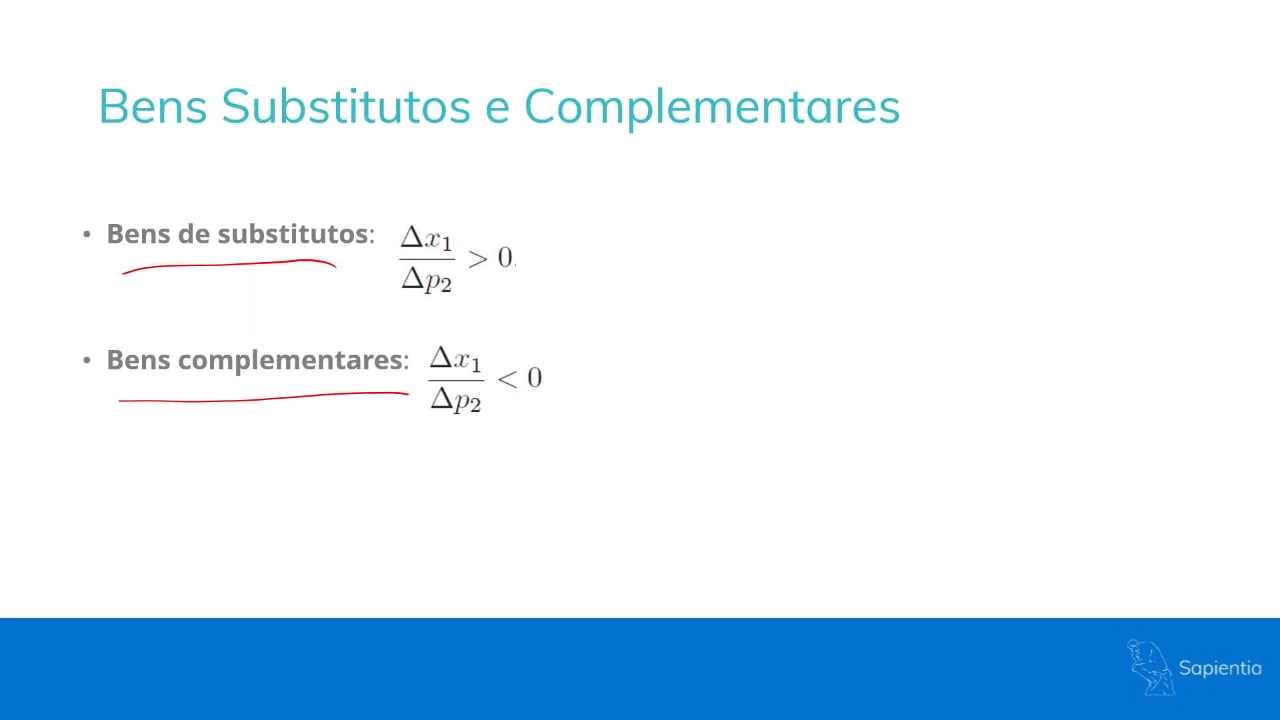 Bens Substitutos e Complementares
• Bens de substitutos: Δx₁/Δp₂ > 0.
• Bens complementares: Δx₁/Δp₂ < 0
Sapientia